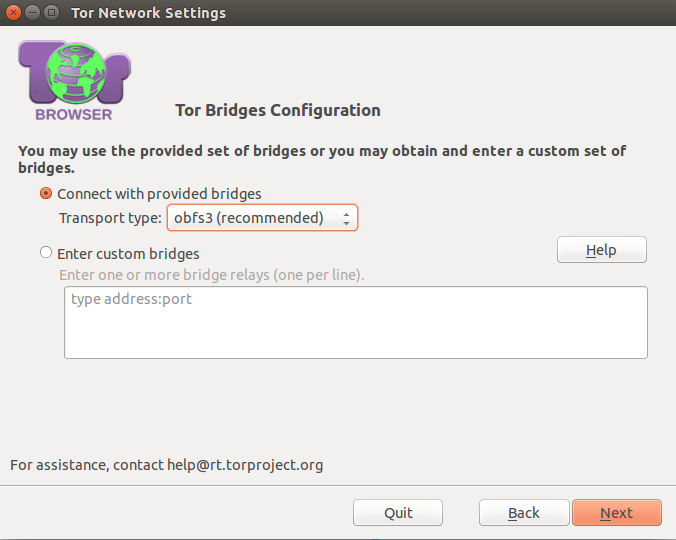 Tor Network Settings
Tor
BROWSER
Tor Bridges Configuration
You may use the provided set of bridges or you may obtain and enter a custom set of
bridges.
Connect with provided bridges
Transport type: obfs3 (recommended)
Enter custom bridges
Help
Enter one or more bridge relays (one per line).
type address:port
For assistance, contact help@rt.torproject.org
Quit Back Next